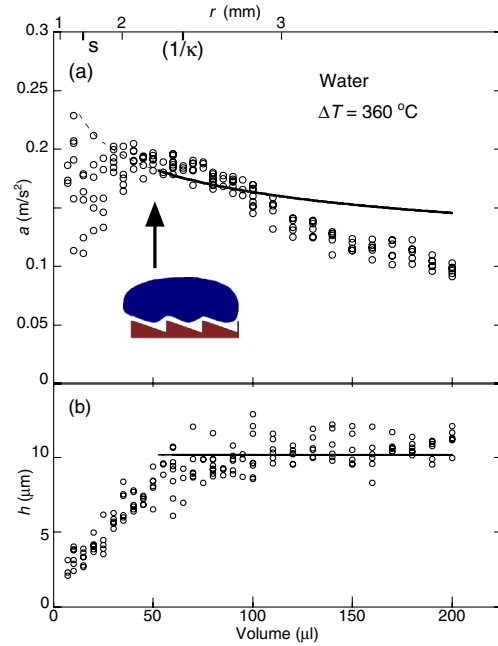 r (mm)
1 s 2 (1/κ) 3
0.3
(a)
Water
ΔT = 360 °C
0.25
0.2
0.15
0.1
0.05
0
a (m/s²)
(b)
10
5
0
h (μm)
0 50 100 150 200
Volume (μl)